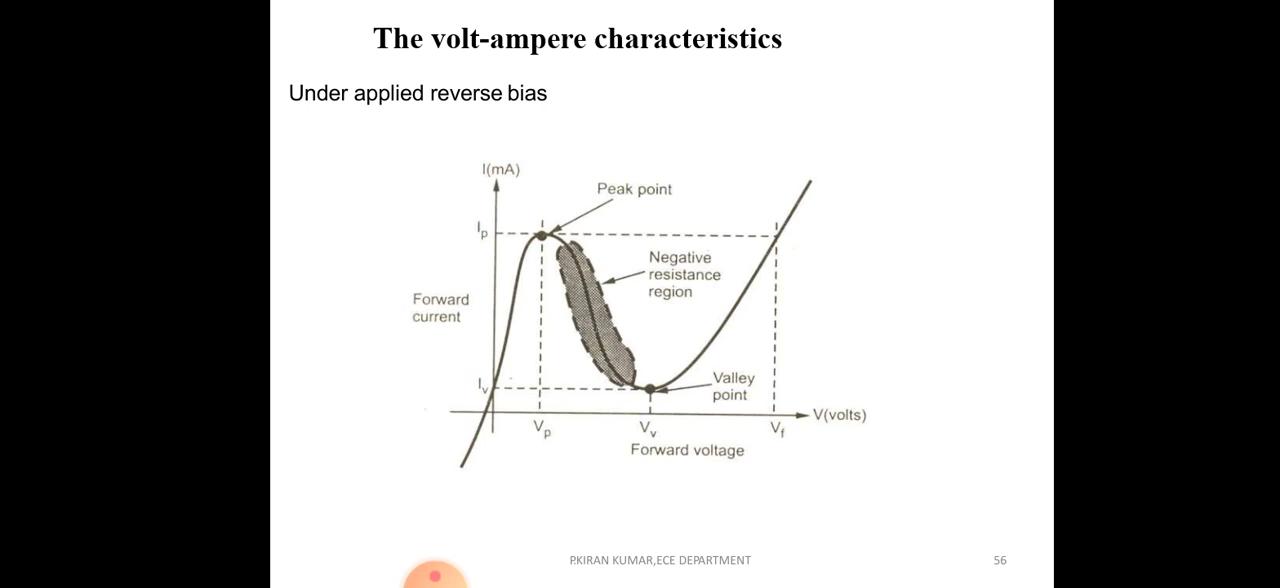 The volt-ampere characteristics
Under applied reverse bias
I(mA)
Peak point
Ip
Negative
resistance
region
Forward
current
Iv
Valley
point
V(volts)
Vp
Vv
Vf
Forward voltage
P.KIRAN KUMAR,ECE DEPARTMENT
56